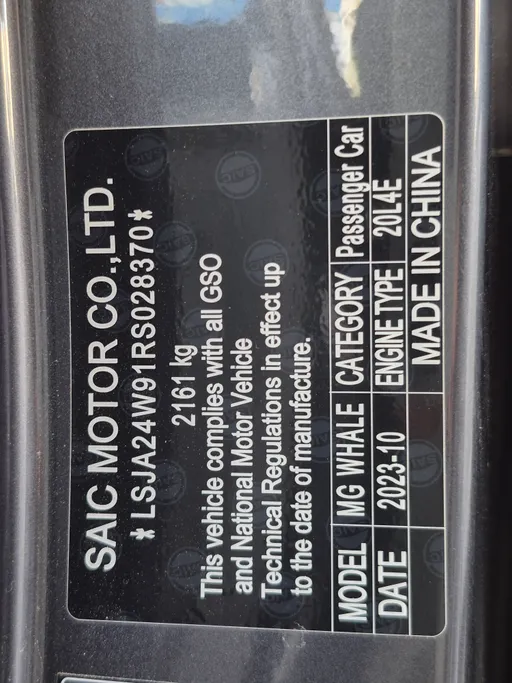 SAIC MOTOR CO.,LTD.
* LSJA24W91RS028370*
2161 kg
This vehicle complies with all GSO
and National Motor Vehicle
Technical Regulations in effect up
to the date of manufacture.
MODEL MG WHALE CATEGORY Passenger Car
DATE 2023-10 ENGINE TYPE 20L4E
MADE IN CHINA